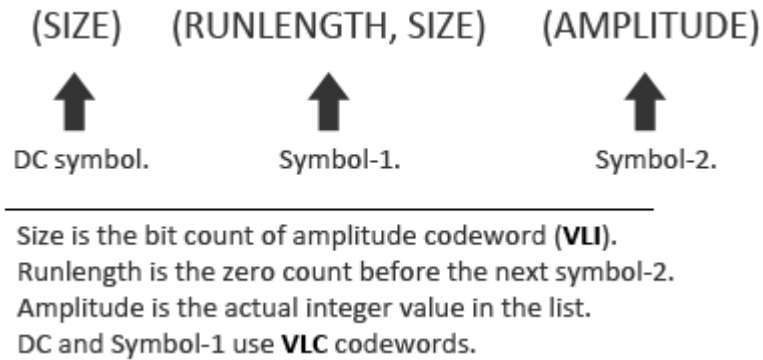 (SIZE) (RUNLENGTH, SIZE) (AMPLITUDE)
DC symbol. Symbol-1. Symbol-2.
Size is the bit count of amplitude codeword (VLI).
Runlength is the zero count before the next symbol-2.
Amplitude is the actual integer value in the list.
DC and Symbol-1 use VLC codewords.